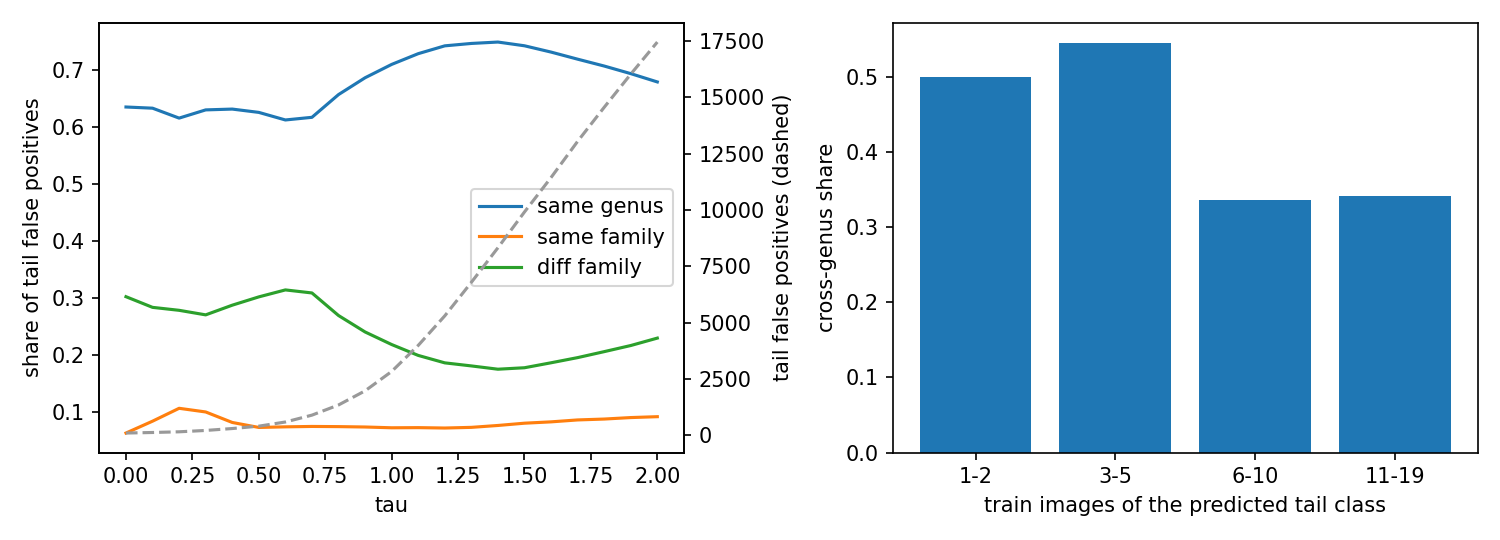 share of tail false positives
0.7
0.6
0.5
0.4
0.3
0.2
0.1
0.00 0.25 0.50 0.75 1.00 1.25 1.50 1.75 2.00
tau
same genus
same family
diff family
17500
15000
12500
10000
7500
5000
2500
0
tail false positives (dashed)
cross-genus share
0.5
0.4
0.3
0.2
0.1
0.0
1-2 3-5 6-10 11-19
train images of the predicted tail class